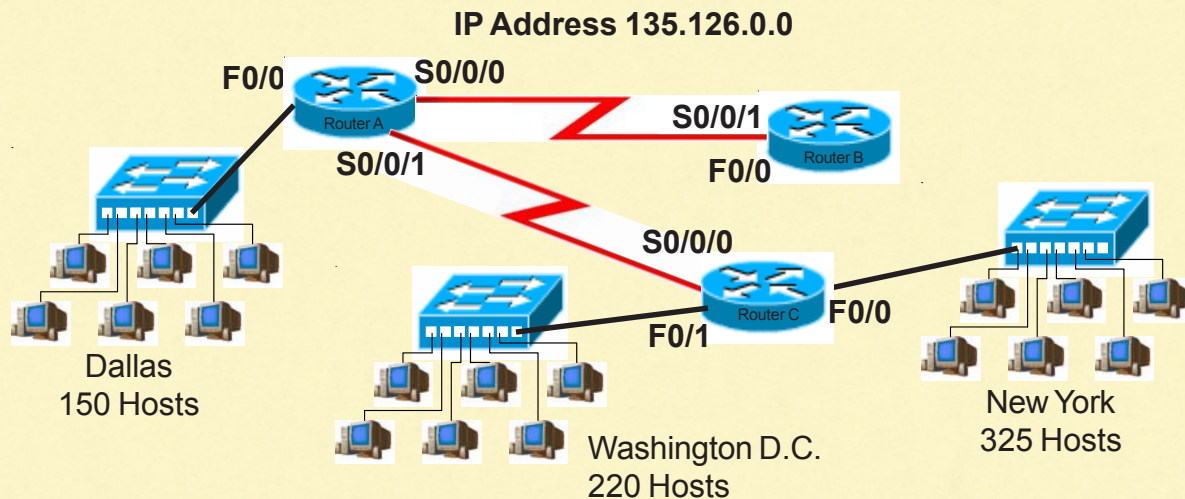 IP Address 135.126.0.0
F0/0
S0/0/0
Router A
S0/0/1
S0/0/1
Router B
F0/0
S0/0/0
Router C
F0/1
F0/0
Dallas
150 Hosts
Washington D.C.
220 Hosts
New York
325 Hosts